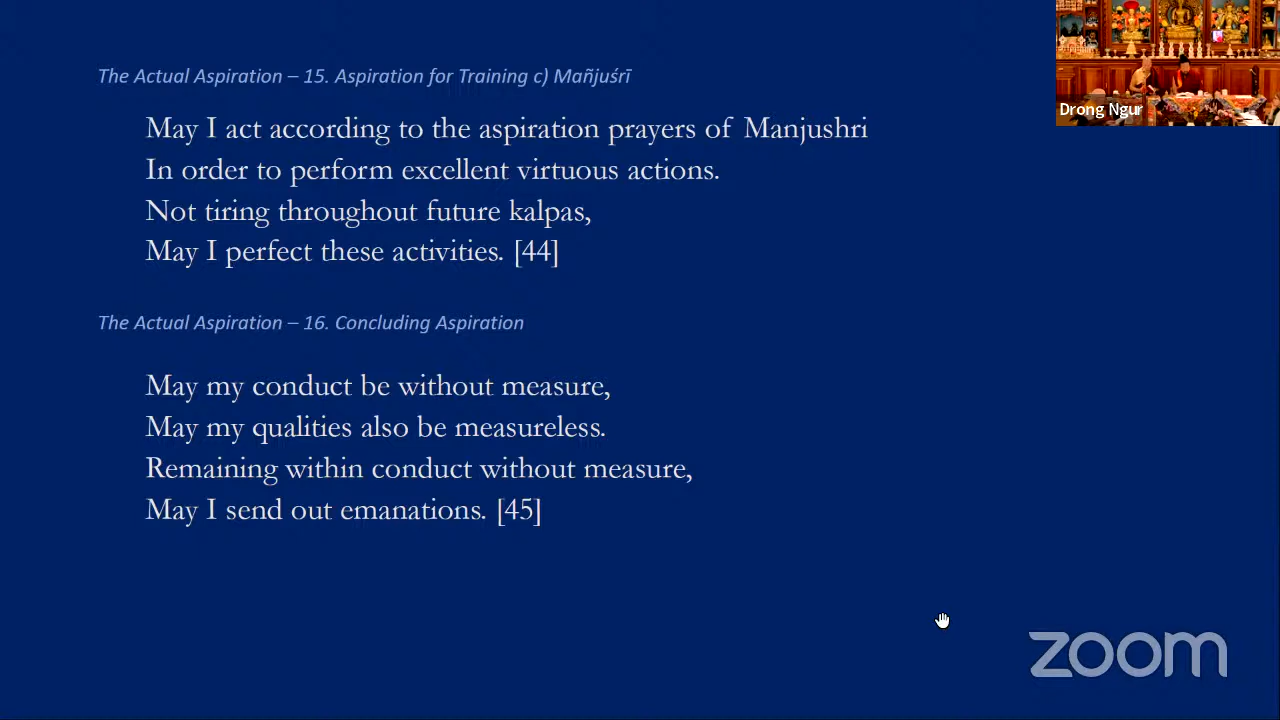 The Actual Aspiration – 15. Aspiration for Training c) Mañjuśrī
May I act according to the aspiration prayers of Manjushri
In order to perform excellent virtuous actions.
Not tiring throughout future kalpas,
May I perfect these activities. [44]
The Actual Aspiration – 16. Concluding Aspiration
May my conduct be without measure,
May my qualities also be measureless.
Remaining within conduct without measure,
May I send out emanations. [45]
Drong Ngur
zoom